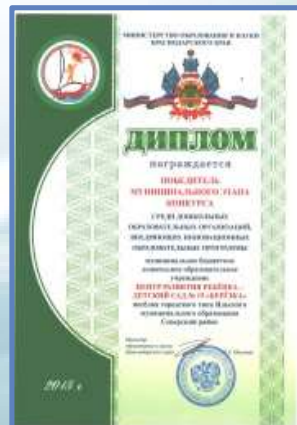 МИНИСТЕРСТВО ОБРАЗОВАНИЯ И НАУКИ
КРАСНОДАРСКОГО КРАЯ
ДИПЛОМ
награждается
ПОБЕДИТЕЛЬ
МУНИЦИПАЛЬНОГО ЭТАПА
КОНКУРСА
СРЕДИ ДОШКОЛЬНЫХ
ОБРАЗОВАТЕЛЬНЫХ ОРГАНИЗАЦИЙ,
ВНЕДРЯЮЩИХ ИННОВАЦИОННЫЕ
ОБРАЗОВАТЕЛЬНЫЕ ПРОГРАММЫ
муниципальное бюджетное
дошкольное образовательное
учреждение
ЦЕНТР РАЗВИТИЯ РЕБЁНКА -
ДЕТСКИЙ САД №
посёлка городского типа Ильского
муниципального образования
Северский район
2015 г.